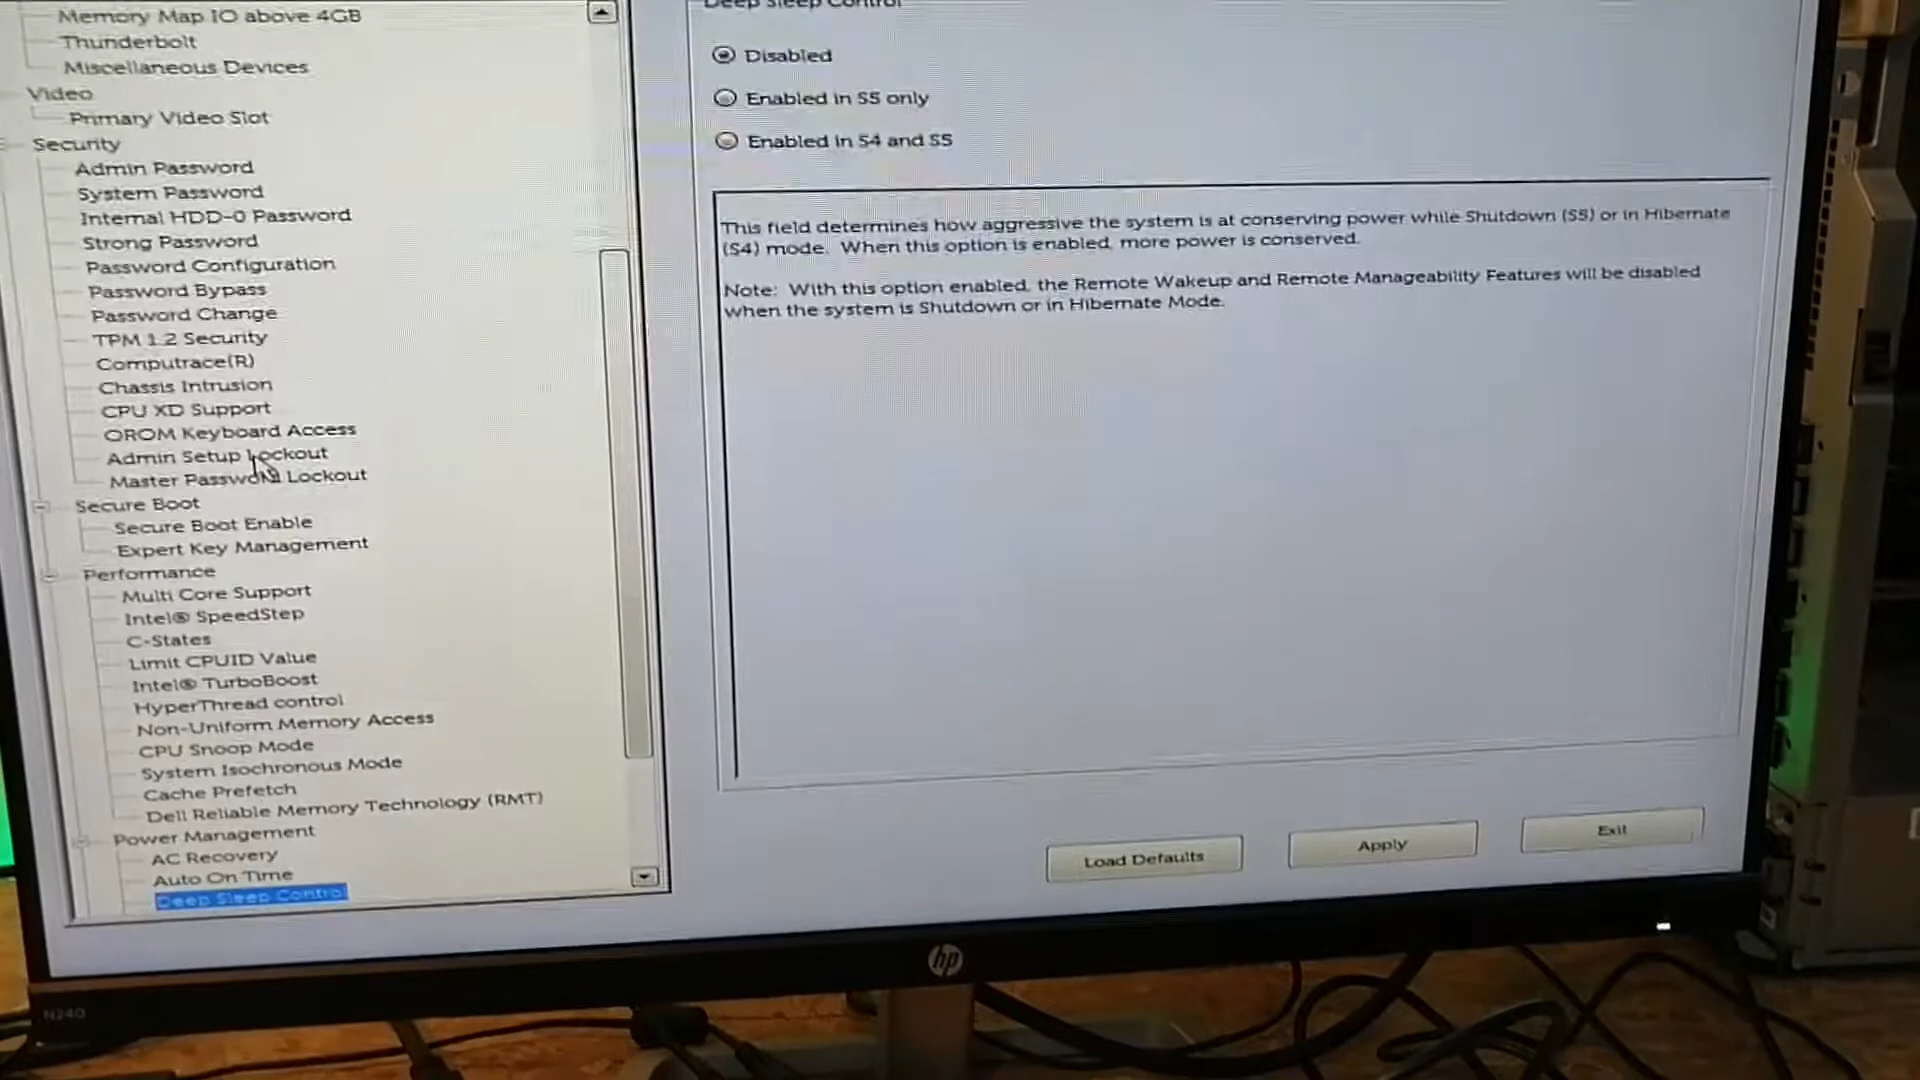 Memory Map IO above 4GB
Thunderbolt
Miscellaneous Devices
Video
Primary Video Slot
Security
Admin Password
System Password
Internal HDD-0 Password
Strong Password
Password Configuration
Password Bypass
Password Change
TPM 1.2 Security
Computrace(R)
Chassis Intrusion
CPU XD Support
OROM Keyboard Access
Admin Setup Lockout
Master Password Lockout
Secure Boot
Secure Boot Enable
Expert Key Management
Performance
Multi Core Support
Intel® SpeedStep
C-States
Limit CPUID Value
Intel® TurboBoost
HyperThread control
Non-Uniform Memory Access
CPU Snoop Mode
System Isochronous Mode
Cache Prefetch
Dell Reliable Memory Technology (RMT)
Power Management
AC Recovery
Auto On Time
Deep Sleep Control
Deep Sleep Control
Disabled
Enabled in S5 only
Enabled in S4 and S5
This field determines how aggressive the system is at conserving power while Shutdown (S5) or in Hibernate
(S4) mode. When this option is enabled, more power is conserved.
Note: With this option enabled, the Remote Wakeup and Remote Manageability Features will be disabled
when the system is Shutdown or in Hibernate Mode.
Load Defaults
Apply
Exit
hp
N240